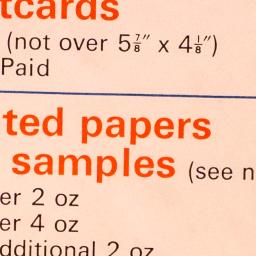 tcards
(not over 5⅞″ x 4⅛″)
Paid
ted papers
samples (see n
er 2 oz
er 4 oz
dditional 2 oz